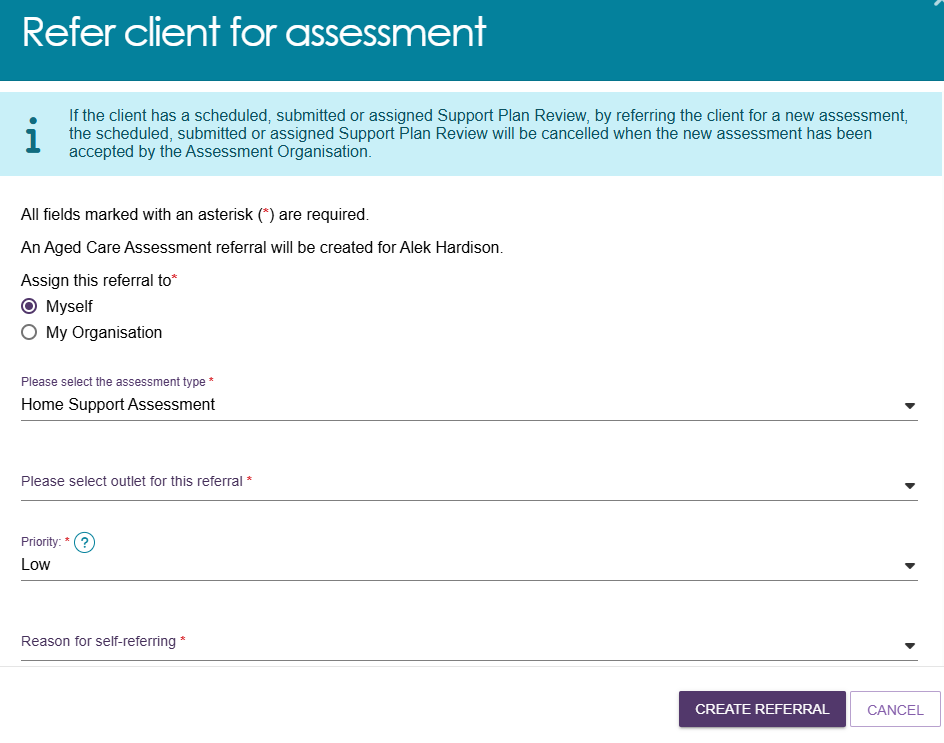 Refer client for assessment
If the client has a scheduled, submitted or assigned Support Plan Review, by referring the client for a new assessment,
the scheduled, submitted or assigned Support Plan Review will be cancelled when the new assessment has been
accepted by the Assessment Organisation.
All fields marked with an asterisk (*) are required.
An Aged Care Assessment referral will be created for Alek Hardison.
Assign this referral to*
Myself
My Organisation
Please select the assessment type *
Home Support Assessment
Please select outlet for this referral *
Priority: * ?
Low
Reason for self-referring *
CREATE REFERRAL CANCEL